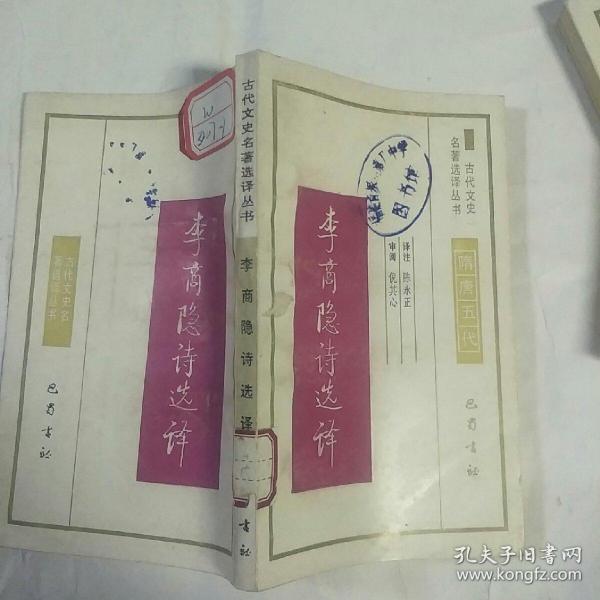 古代文史名
著选译丛书
李商隐诗选译
巴蜀书社
古代文史名著选译丛书
李商隐诗选译
书社
古代文史
名著选译丛书
隋唐五代
译注 陈永正
审阅 倪其心
李商隐诗选译
巴蜀书社
图书馆
孔夫子旧书网
www.kongfz.com